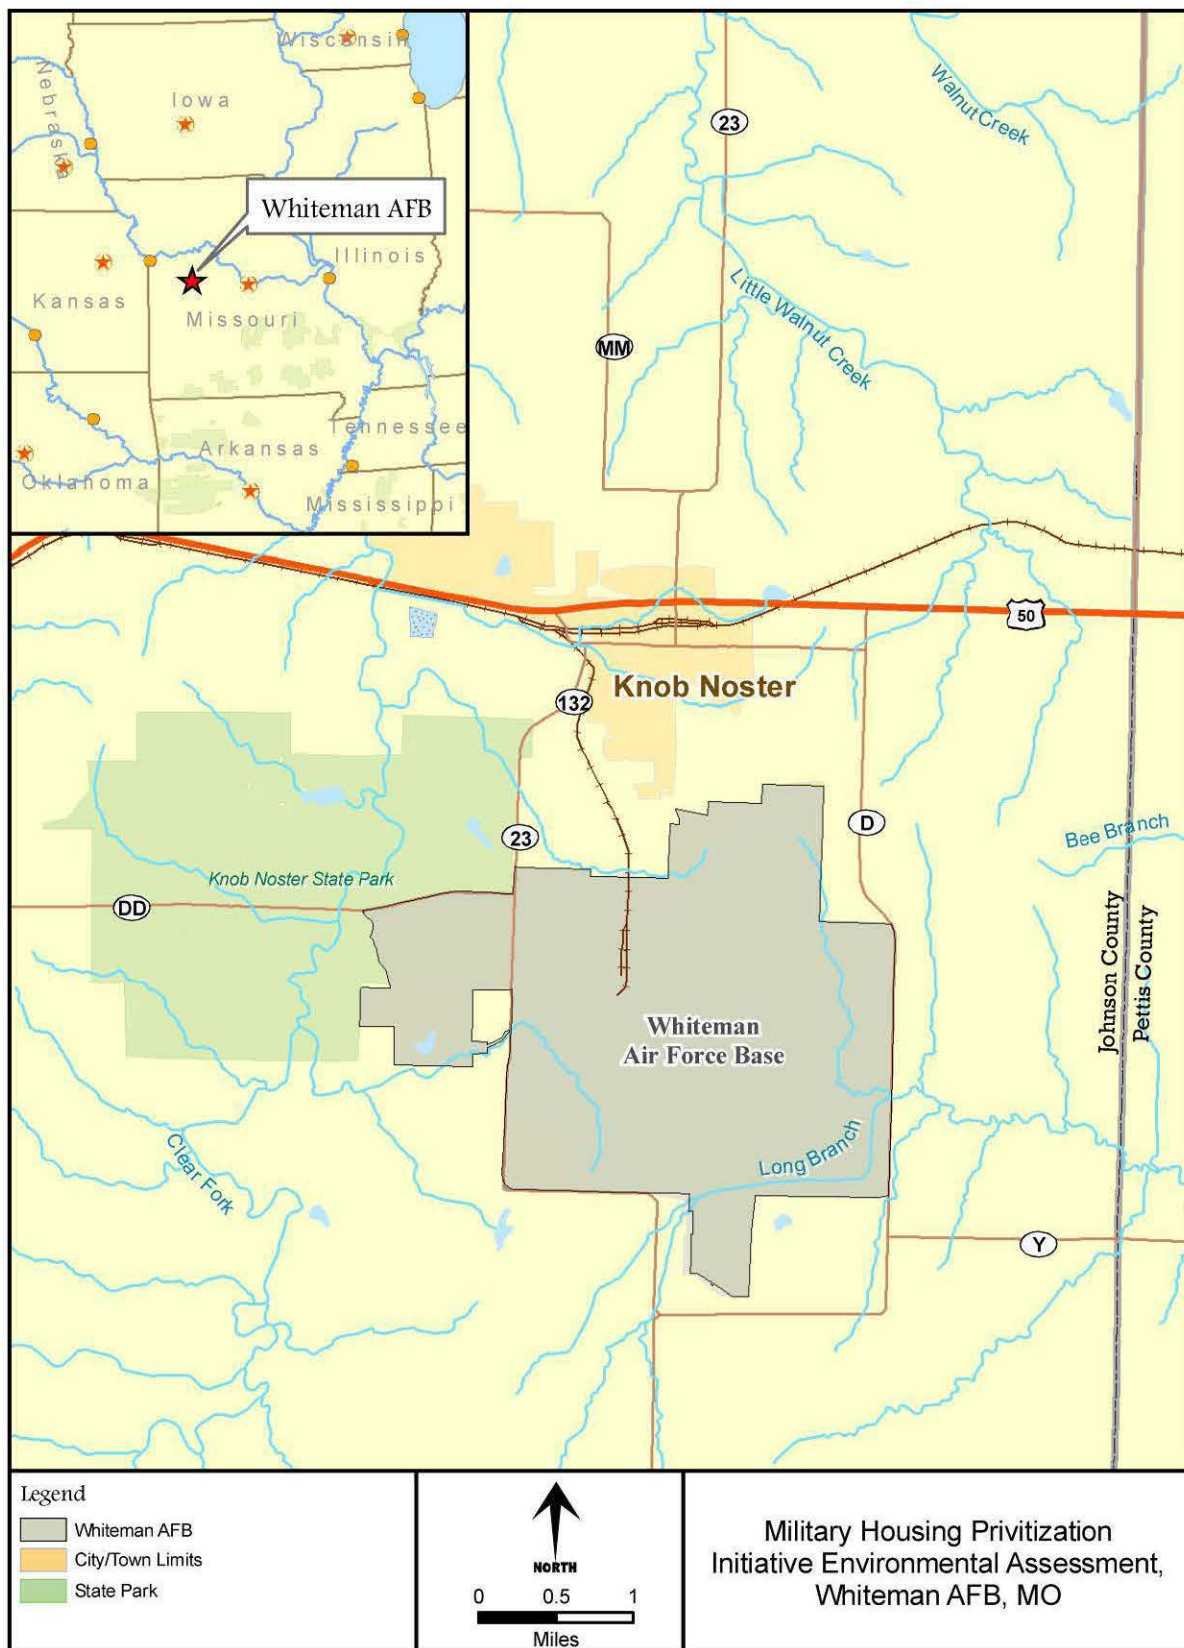 Wisconsin
Nebraska
Iowa
Whiteman AFB
Illinois
Kansas
Missouri
Tennessee
Arkansas
Oklahoma
Mississippi
23
Walnut Creek
Little Walnut Creek
MM
50
Knob Noster
132
23
D
Bee Branch
Knob Noster State Park
DD
Johnson County
Pettis County
Whiteman
Air Force Base
Long Branch
Clear Fork
Y
Legend
Whiteman AFB
City/Town Limits
State Park
NORTH
0 0.5 1
Miles
Military Housing Privitization
Initiative Environmental Assessment,
Whiteman AFB, MO